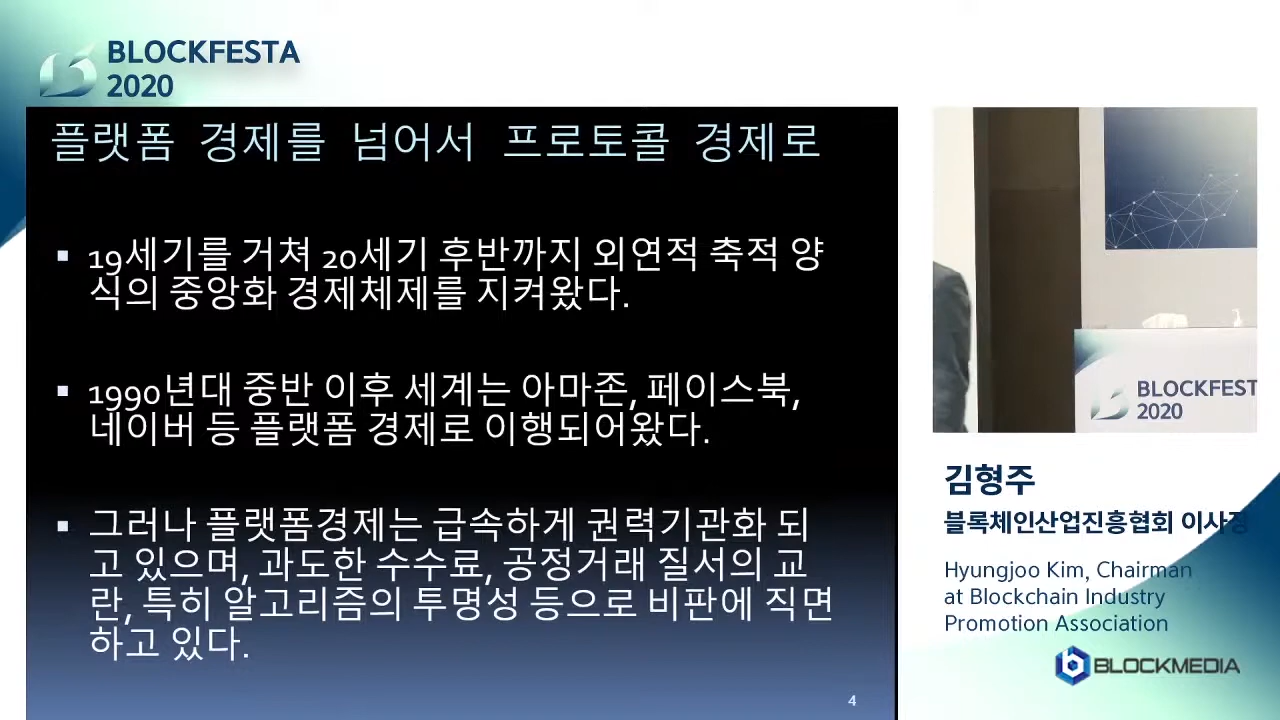 BLOCKFESTA
2020
플랫폼 경제를 넘어서 프로토콜 경제로
▪ 19세기를 거쳐 20세기 후반까지 외연적 축적 양
식의 중앙화 경제체제를 지켜왔다.
▪ 1990년대 중반 이후 세계는 아마존, 페이스북,
네이버 등 플랫폼 경제로 이행되어왔다.
▪ 그러나 플랫폼경제는 급속하게 권력기관화 되
고 있으며, 과도한 수수료, 공정거래 질서의 교
란, 특히 알고리즘의 투명성 등으로 비판에 직면
하고 있다.
4
BLOCKFEST
2020
김형주
블록체인산업진흥협회 이사장
Hyungjoo Kim, Chairman
at Blockchain Industry
Promotion Association
BLOCKMEDIA